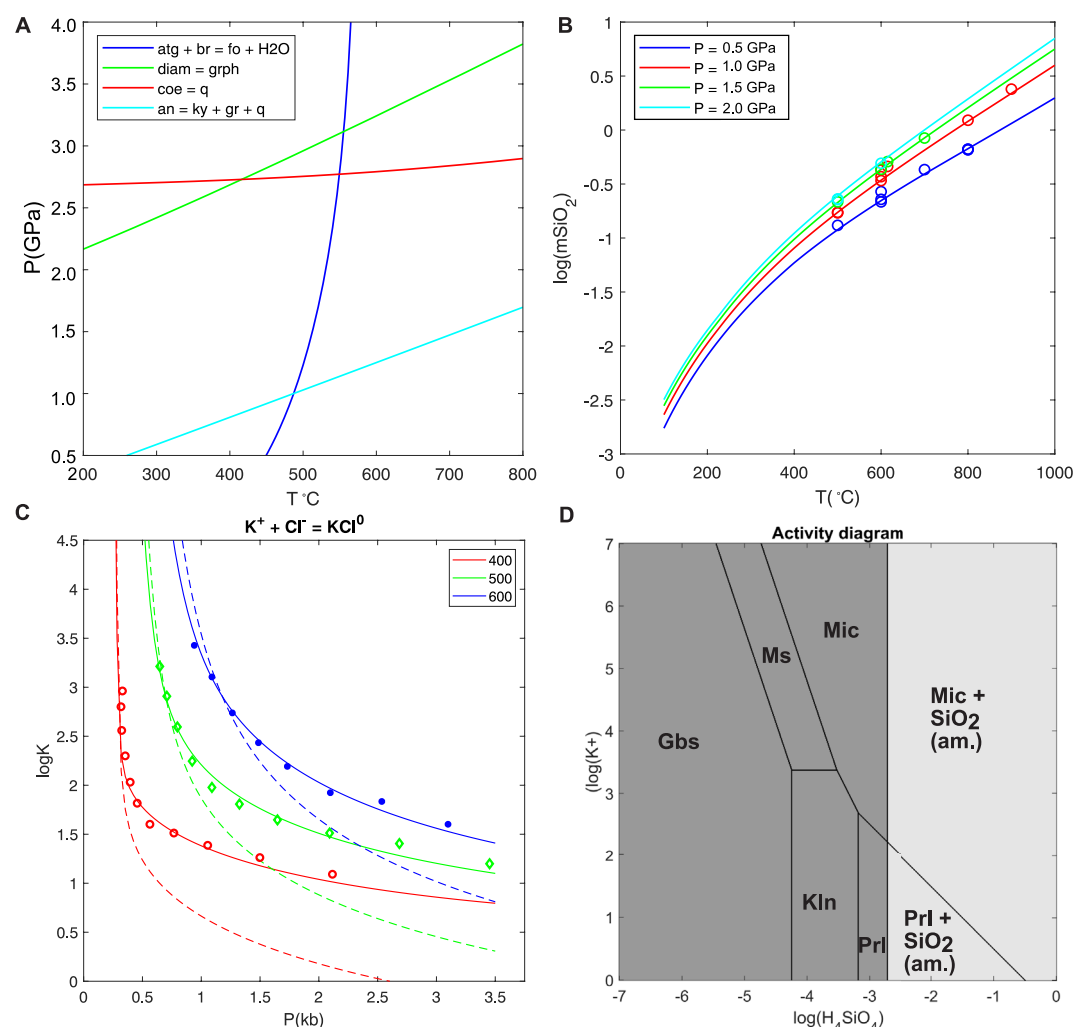 A
atg + br = fo + H2O
diam = grph
coe = q
an = ky + gr + q
4.0
3.5
3.0
2.5
2.0
1.5
1.0
0.5
P(GPa)
200 300 400 500 600 700 800
T °C
B
P = 0.5 GPa
P = 1.0 GPa
P = 1.5 GPa
P = 2.0 GPa
1
0.5
0
-0.5
-1
-1.5
-2
-2.5
-3
log(mSiO₂)
0 200 400 600 800 1000
T(°C)
C
K⁺ + Cl⁻ = KCl⁰
400
500
600
4.5
4
3.5
3
2.5
2
1.5
1
0.5
0
logK
0 0.5 1 1.5 2 2.5 3 3.5
P(kb)
D
Activity diagram
7
6
5
4
3
2
1
0
(log(K+)
Gbs
Ms
Mic
Mic +
SiO₂
(am.)
Kln
Prl
Prl +
SiO₂
(am.)
-7 -6 -5 -4 -3 -2 -1 0
log(H₄SiO₄)